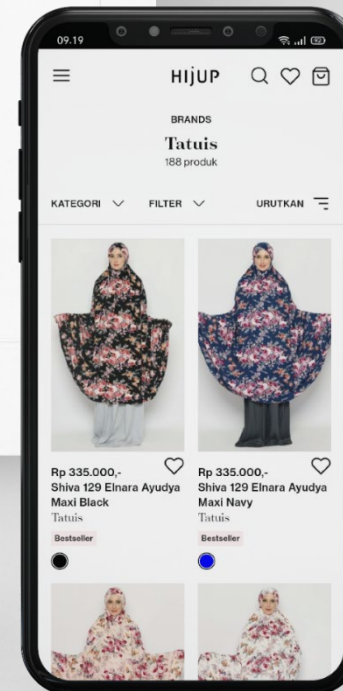 09.19
HIJUP
BRANDS
Tatuis
188 produk
KATEGORI
FILTER
URUTKAN
Rp 335.000,-
Shiva 129 Elnara Ayudya
Maxi Black
Tatuis
Bestseller
Rp 335.000,-
Shiva 129 Elnara Ayudya
Maxi Navy
Tatuis
Bestseller